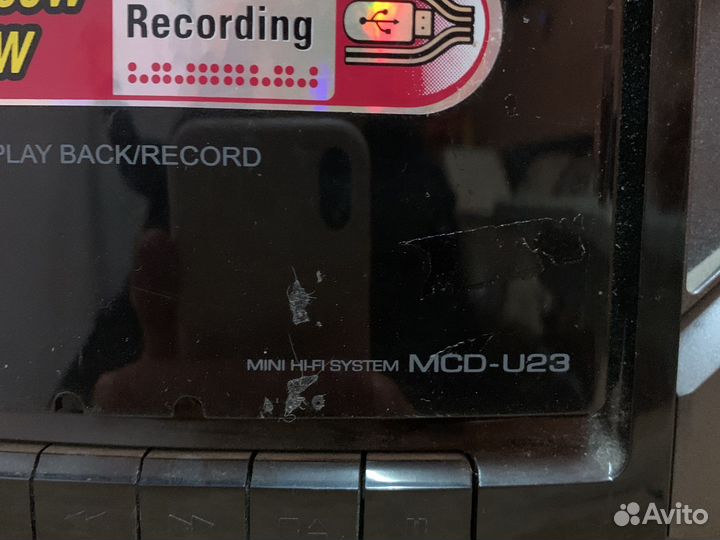 W
Recording
PLAY BACK/RECORD
MINI HI-FI SYSTEM MCD-U23
Avito